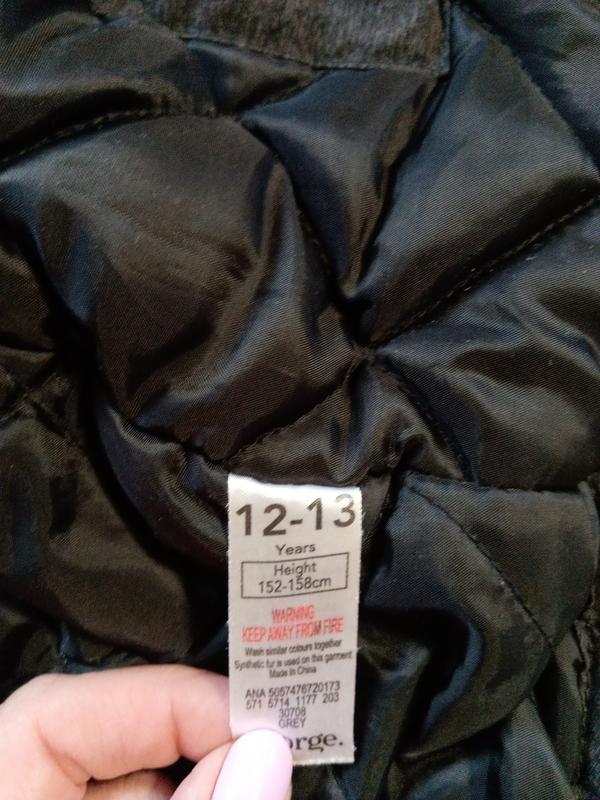 12-13
Years
Height
152-158cm
WARNING
KEEP AWAY FROM FIRE
Wash similar colours together
Synthetic fur is used on this garment
Made In China
ANA 5057476720173
571 5714 1177 203
30708
GREY
orge.